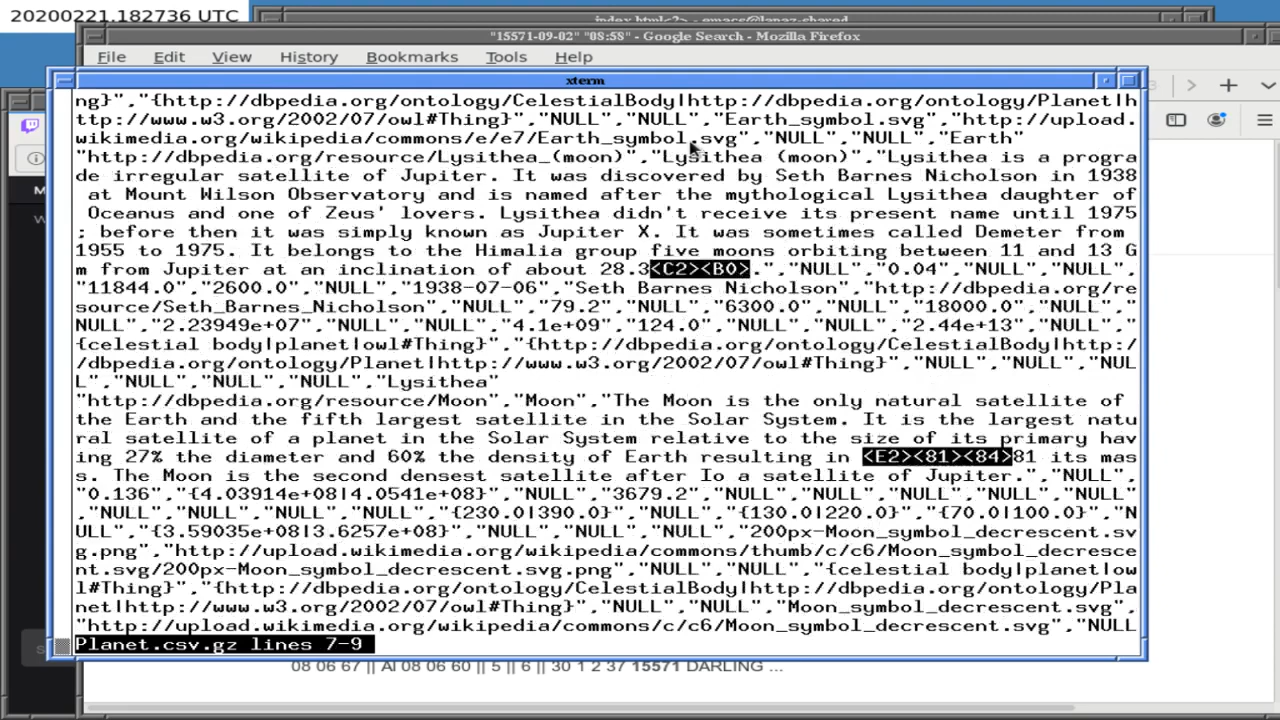 20200221.182736 UTC
index.html<2> - emacs@lanaz-shared
"15571-09-02" "08:58" - Google Search - Mozilla Firefox
File Edit View History Bookmarks Tools Help
xterm
ng}","{http://dbpedia.org/ontology/CelestialBody|http://dbpedia.org/ontology/Planet|h
ttp://www.w3.org/2002/07/owl#Thing}","NULL","NULL","Earth_symbol.svg","http://upload.
wikimedia.org/wikipedia/commons/e/e7/Earth_symbol.svg","NULL","NULL","Earth"
"http://dbpedia.org/resource/Lysithea_(moon)","Lysithea (moon)","Lysithea is a progra
de irregular satellite of Jupiter. It was discovered by Seth Barnes Nicholson in 1938
 at Mount Wilson Observatory and is named after the mythological Lysithea daughter of
 Oceanus and one of Zeus' lovers. Lysithea didn't receive its present name until 1975
; before then it was simply known as Jupiter X. It was sometimes called Demeter from
1955 to 1975. It belongs to the Himalia group five moons orbiting between 11 and 13 G
m from Jupiter at an inclination of about 28.3<C2><B0>.","NULL","0.04","NULL","NULL",
"11844.0","2600.0","NULL","1938-07-06","Seth Barnes Nicholson","http://dbpedia.org/re
source/Seth_Barnes_Nicholson","NULL","79.2","NULL","6300.0","NULL","18000.0","NULL","
NULL","2.23949e+07","NULL","NULL","4.1e+09","124.0","NULL","NULL","2.44e+13","NULL","
{celestial body|planet|owl#Thing}","{http://dbpedia.org/ontology/CelestialBody|http:/
/dbpedia.org/ontology/Planet|http://www.w3.org/2002/07/owl#Thing}","NULL","NULL","NUL
L","NULL","NULL","NULL","NULL","Lysithea"
"http://dbpedia.org/resource/Moon","Moon","The Moon is the only natural satellite of
the Earth and the fifth largest satellite in the Solar System. It is the largest natu
ral satellite of a planet in the Solar System relative to the size of its primary hav
ing 27% the diameter and 60% the density of Earth resulting in <E2><81><84>81 its mas
s. The Moon is the second densest satellite after Io a satellite of Jupiter.","NULL",
"0.136","{4.03914e+08|4.0541e+08}","NULL","3679.2","NULL","NULL","NULL","NULL","NULL"
,"NULL","NULL","NULL","NULL","{230.0|390.0}","{130.0|220.0}","{70.0|100.0}","NULL","N
ULL","{3.59035e+08|3.6257e+08}","NULL","NULL","NULL","200px-Moon_symbol_decrescent.sv
g.png","http://upload.wikimedia.org/wikipedia/commons/thumb/c/c6/Moon_symbol_decresce
nt.svg/200px-Moon_symbol_decrescent.svg.png","NULL","NULL","{celestial body|planet|ow
l#Thing}","{http://dbpedia.org/ontology/CelestialBody|http://dbpedia.org/ontology/Pla
net|http://www.w3.org/2002/07/owl#Thing}","NULL","NULL","Moon_symbol_decrescent.svg",
"http://upload.wikimedia.org/wikipedia/commons/c/c6/Moon_symbol_decrescent.svg","NULL
Planet.csv.gz lines 7-9
08 06 67 || AI 08 06 60 || 5 || 6 || 30 1 2 37 15571 DARLING ...